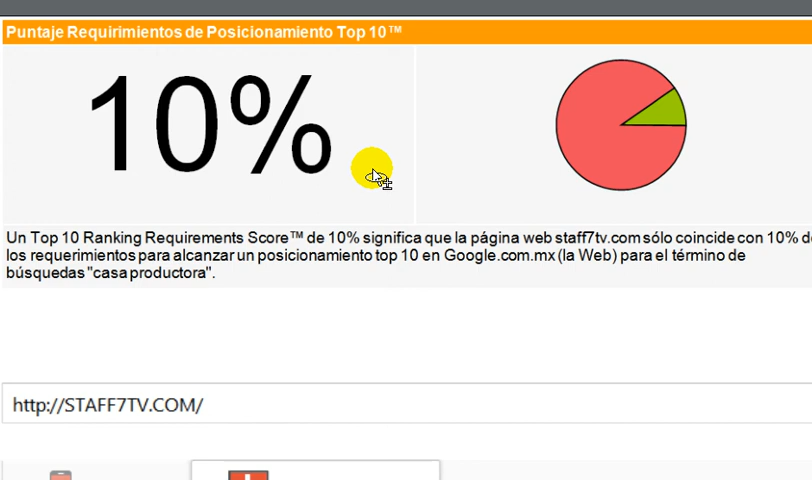 Puntaje Requirimientos de Posicionamiento Top 10™
10%
Un Top 10 Ranking Requirements Score™ de 10% significa que la página web staff7tv.com sólo coincide con 10% de
los requerimientos para alcanzar un posicionamiento top 10 en Google.com.mx (la Web) para el término de
búsquedas "casa productora".
http://STAFF7TV.COM/